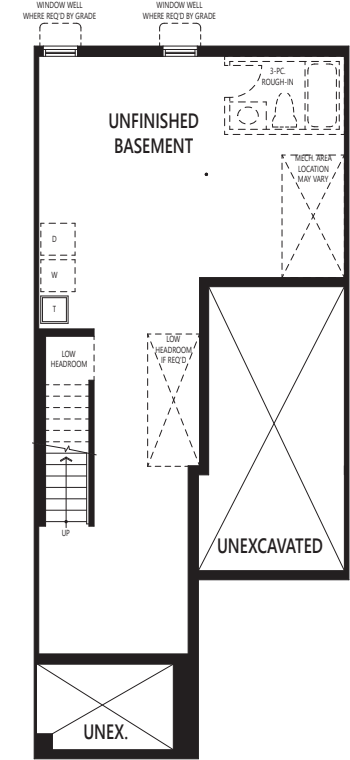 WINDOW WELL
WHERE REQ'D BY GRADE
WINDOW WELL
WHERE REQ'D BY GRADE
3-PC.
ROUGH-IN
UNFINISHED
BASEMENT
MECH. AREA
LOCATION
MAY VARY
D
W
T
LOW
HEADROOM
LOW
HEADROOM
IF REQ'D
UP
UNEXCAVATED
UNEX.